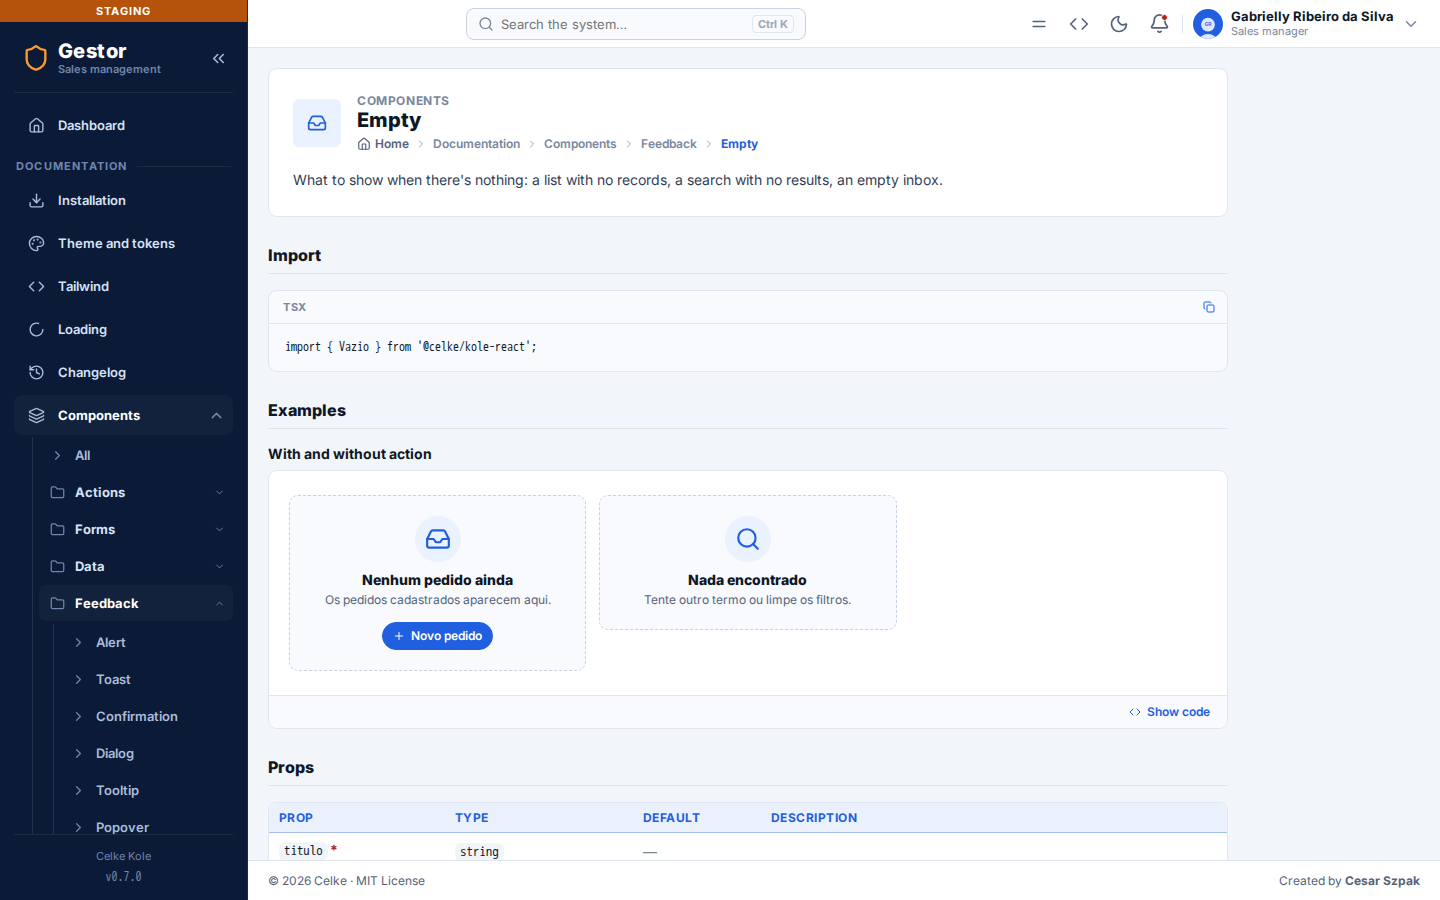 STAGING
Gestor
Sales management
Search the system...
Ctrl K
GR
Gabrielly Ribeiro da Silva
Sales manager
Dashboard
DOCUMENTATION
Installation
Theme and tokens
Tailwind
Loading
Changelog
Components
All
Actions
Forms
Data
Feedback
Alert
Toast
Confirmation
Dialog
Tooltip
Popover
Celke Kole
v0.7.0
COMPONENTS
Empty
Home
Documentation
Components
Feedback
Empty
What to show when there's nothing: a list with no records, a search with no results, an empty inbox.
Import
TSX
import { Vazio } from '@celke/kole-react';
Examples
With and without action
Nenhum pedido ainda
Os pedidos cadastrados aparecem aqui.
+ Novo pedido
Nada encontrado
Tente outro termo ou limpe os filtros.
Show code
Props
PROP TYPE DEFAULT DESCRIPTION
titulo * string —
© 2026 Celke · MIT License
Created by Cesar Szpak